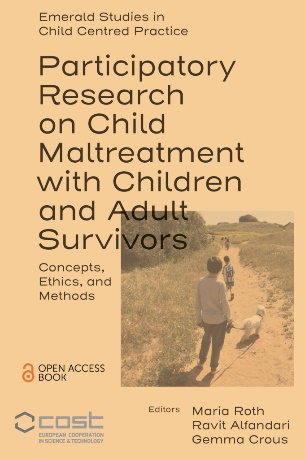 Emerald Studies in
Child Centred Practice
Participatory
Research
on Child
Maltreatment
with Children
and Adult
Survivors
Concepts,
Ethics, and
Methods
OPEN ACCESS
BOOK
cost
EUROPEAN COOPERATION
IN SCIENCE & TECHNOLOGY
Editors
Maria Roth
Ravit Alfandari
Gemma Crous